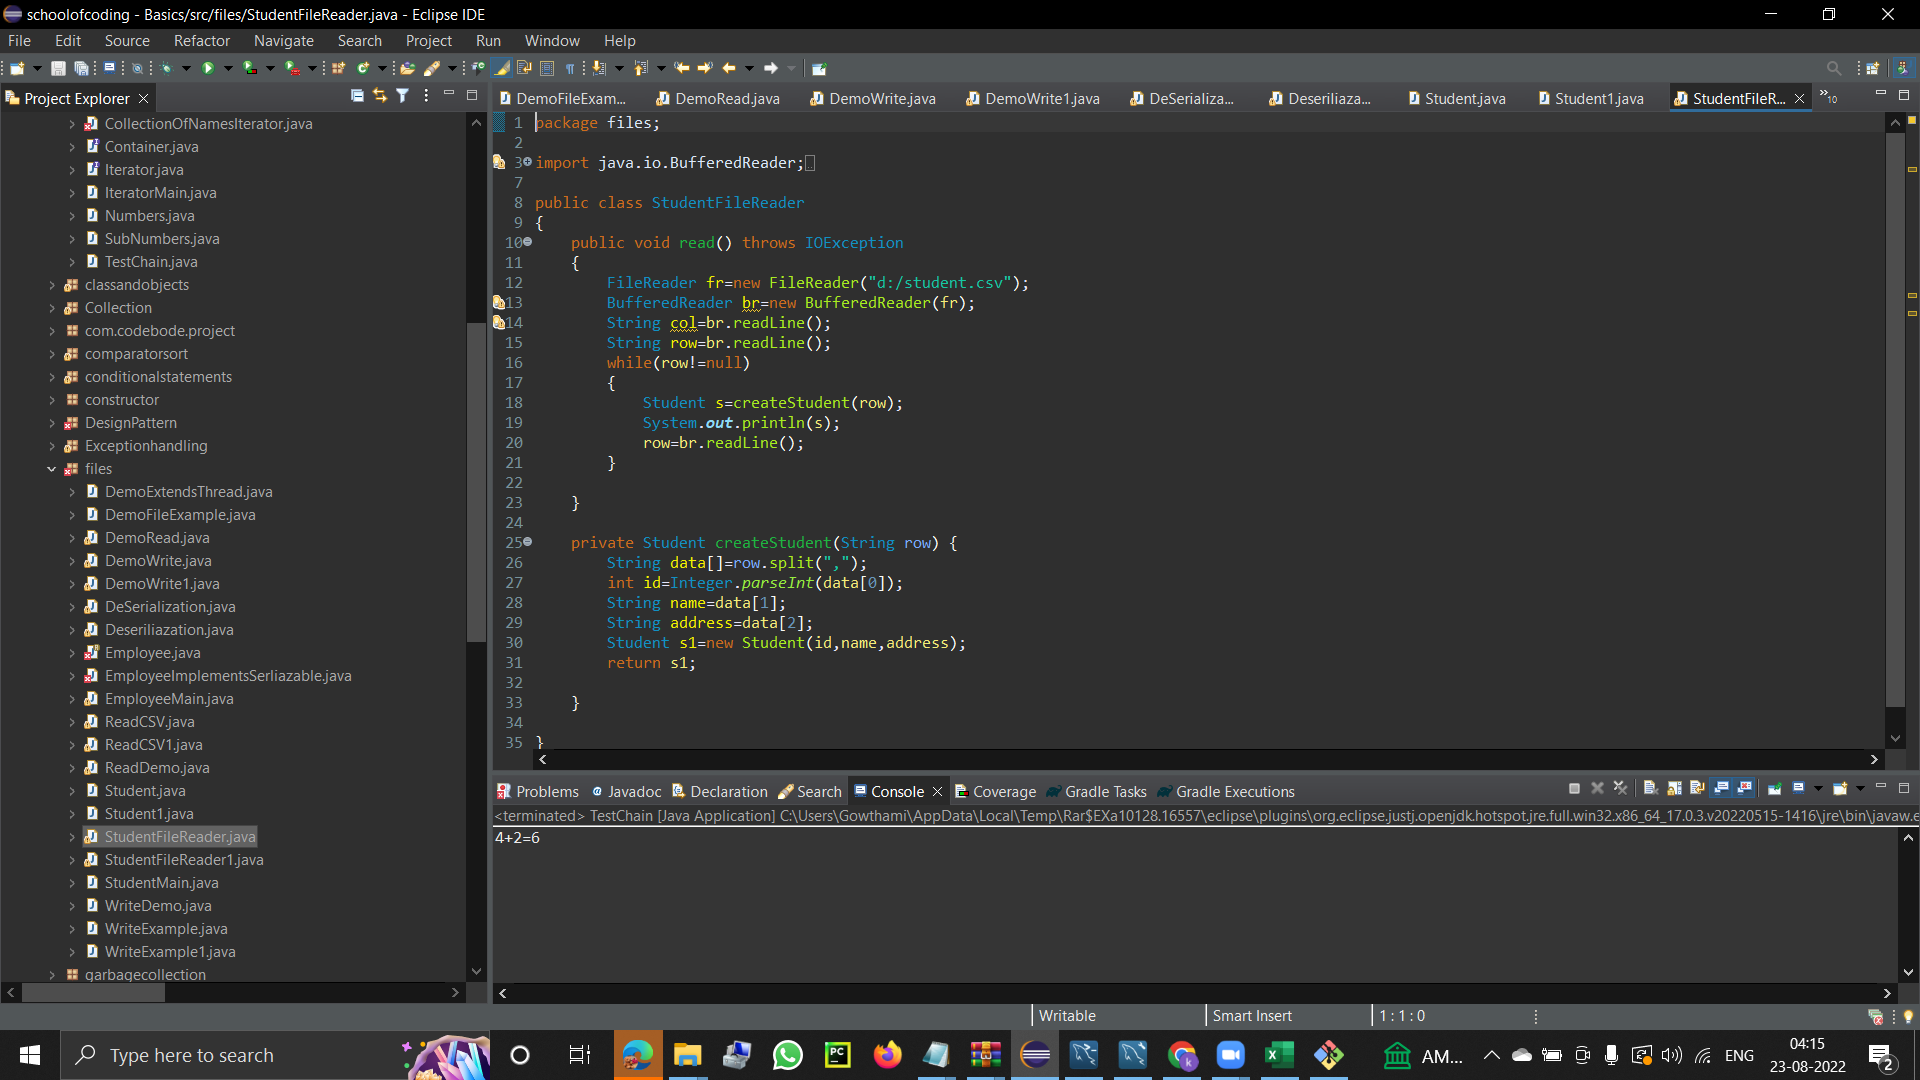 schoolofcoding - Basics/src/files/StudentFileReader.java - Eclipse IDE
File Edit Source Refactor Navigate Search Project Run Window Help
Project Explorer
CollectionOfNamesIterator.java
Container.java
Iterator.java
IteratorMain.java
Numbers.java
SubNumbers.java
TestChain.java
classandobjects
Collection
com.codebode.project
comparatorsort
conditionalstatements
constructor
DesignPattern
Exceptionhandling
files
DemoExtendsThread.java
DemoFileExample.java
DemoRead.java
DemoWrite.java
DemoWrite1.java
DeSerialization.java
Deseriliazation.java
Employee.java
EmployeeImplementsSerliazable.java
EmployeeMain.java
ReadCSV.java
ReadCSV1.java
ReadDemo.java
Student.java
Student1.java
StudentFileReader.java
StudentFileReader1.java
StudentMain.java
WriteDemo.java
WriteExample.java
WriteExample1.java
garbagecollection
DemoFileExam... DemoRead.java DemoWrite.java DemoWrite1.java DeSerializa... Deseriliaza... Student.java Student1.java StudentFileR... »10
1 package files;
2
3 import java.io.BufferedReader;
7
8 public class StudentFileReader
9 {
10 public void read() throws IOException
11 {
12 FileReader fr=new FileReader("d:/student.csv");
13 BufferedReader br=new BufferedReader(fr);
14 String col=br.readLine();
15 String row=br.readLine();
16 while(row!=null)
17 {
18 Student s=createStudent(row);
19 System.out.println(s);
20 row=br.readLine();
21 }
22
23 }
24
25 private Student createStudent(String row) {
26 String data[]=row.split(",");
27 int id=Integer.parseInt(data[0]);
28 String name=data[1];
29 String address=data[2];
30 Student s1=new Student(id,name,address);
31 return s1;
32
33 }
34
35 }
Problems Javadoc Declaration Search Console Coverage Gradle Tasks Gradle Executions
<terminated> TestChain [Java Application] C:\Users\Gowthami\AppData\Local\Temp\Rar$EXa10128.16557\eclipse\plugins\org.eclipse.justj.openjdk.hotspot.jre.full.win32.x86_64_17.0.3.v20220515-1416\jre\bin\javaw.e
4+2=6
Writable Smart Insert 1 : 1 : 0
Type here to search
AM... ENG
04:15
23-08-2022
2